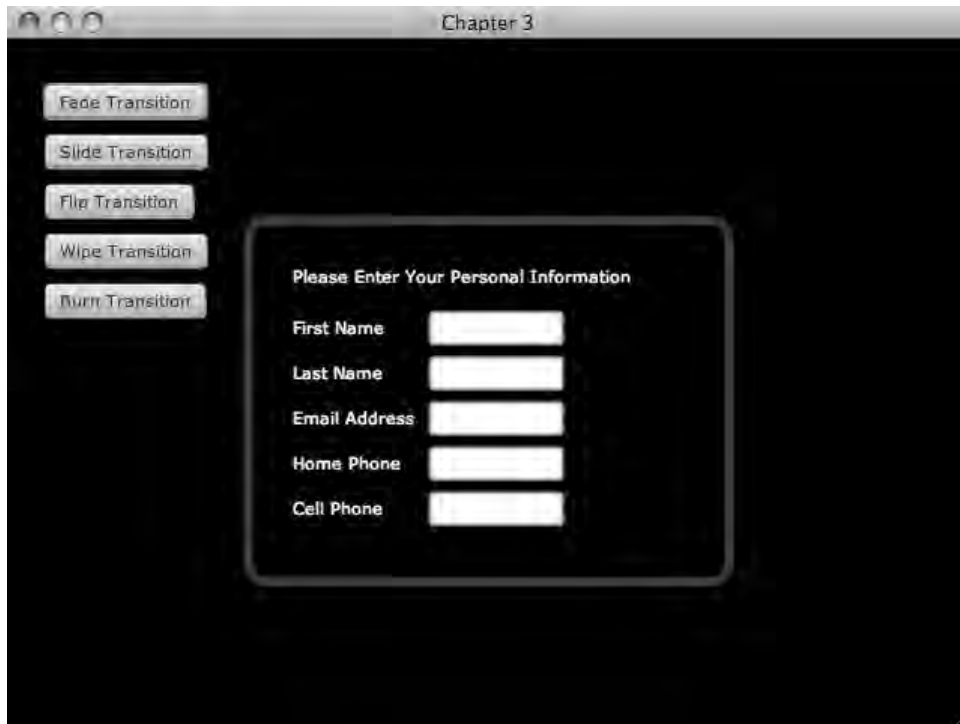 Chapter 3
Fade Transition
Slide Transition
Flip Transition
Wipe Transition
Burn Transition
Please Enter Your Personal Information
First Name
Last Name
Email Address
Home Phone
Cell Phone